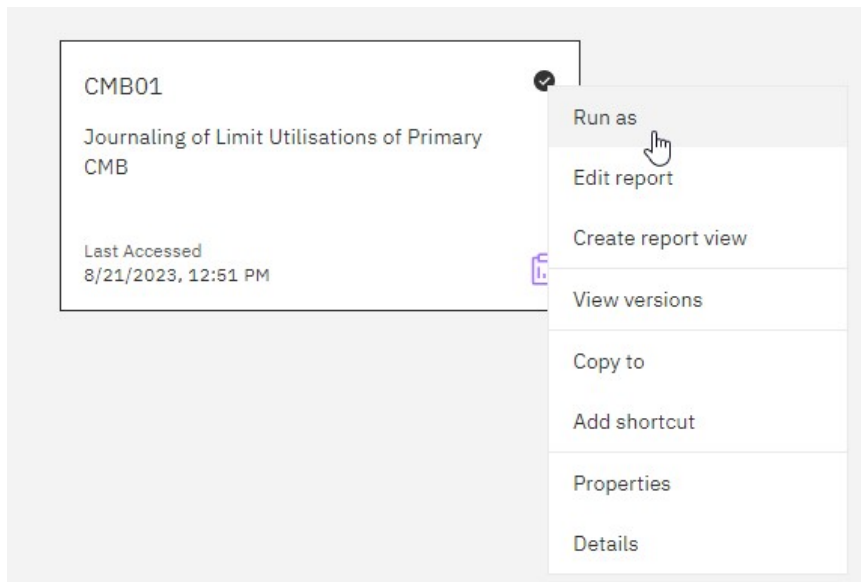 CMB01
Journaling of Limit Utilisations of Primary
CMB
Last Accessed
8/21/2023, 12:51 PM
Run as
Edit report
Create report view
View versions
Copy to
Add shortcut
Properties
Details